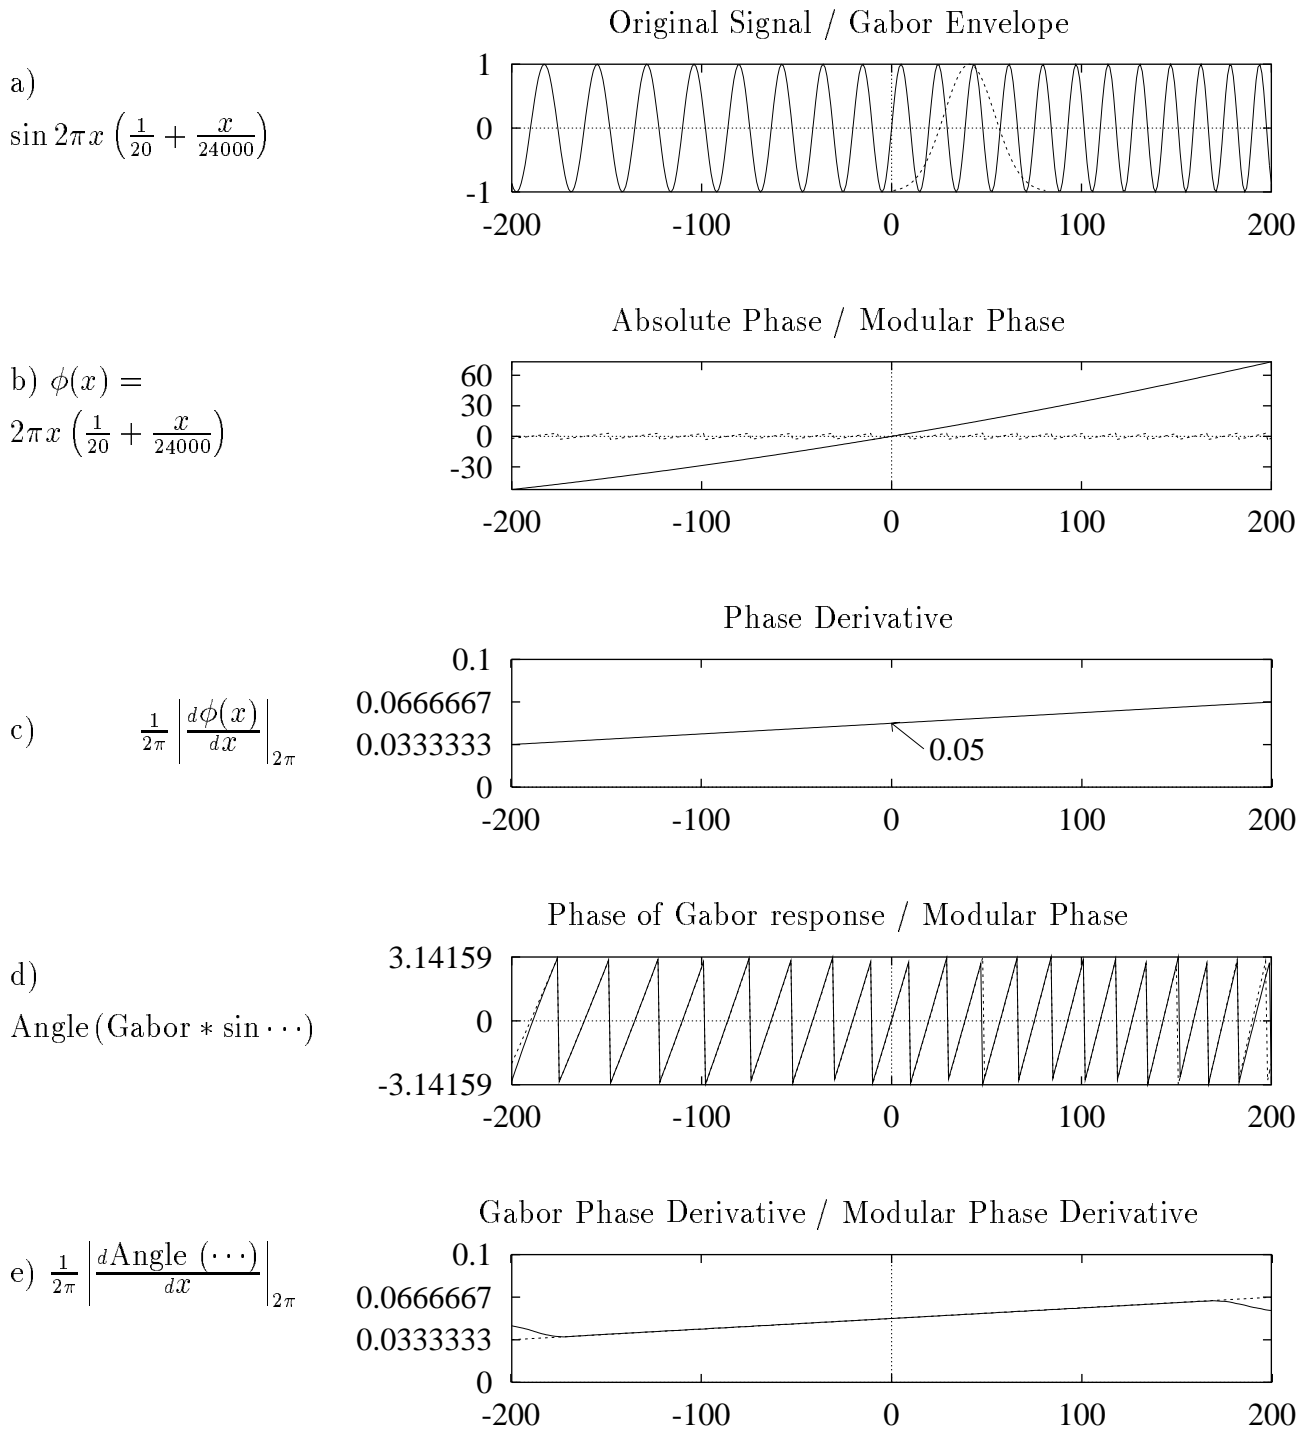 Original Signal / Gabor Envelope
a)
sin 2πx (1/20 + x/24000)
1
0
-1
-200 -100 0 100 200
Absolute Phase / Modular Phase
b) ϕ(x) =
2πx (1/20 + x/24000)
60
30
0
-30
-200 -100 0 100 200
Phase Derivative
c) 1/2π |dϕ(x)/dx|2π
0.1
0.0666667
0.0333333
0
0.05
-200 -100 0 100 200
Phase of Gabor response / Modular Phase
d)
Angle (Gabor * sin ⋯)
3.14159
0
-3.14159
-200 -100 0 100 200
Gabor Phase Derivative / Modular Phase Derivative
e) 1/2π |dAngle (⋯)/dx|2π
0.1
0.0666667
0.0333333
0
-200 -100 0 100 200